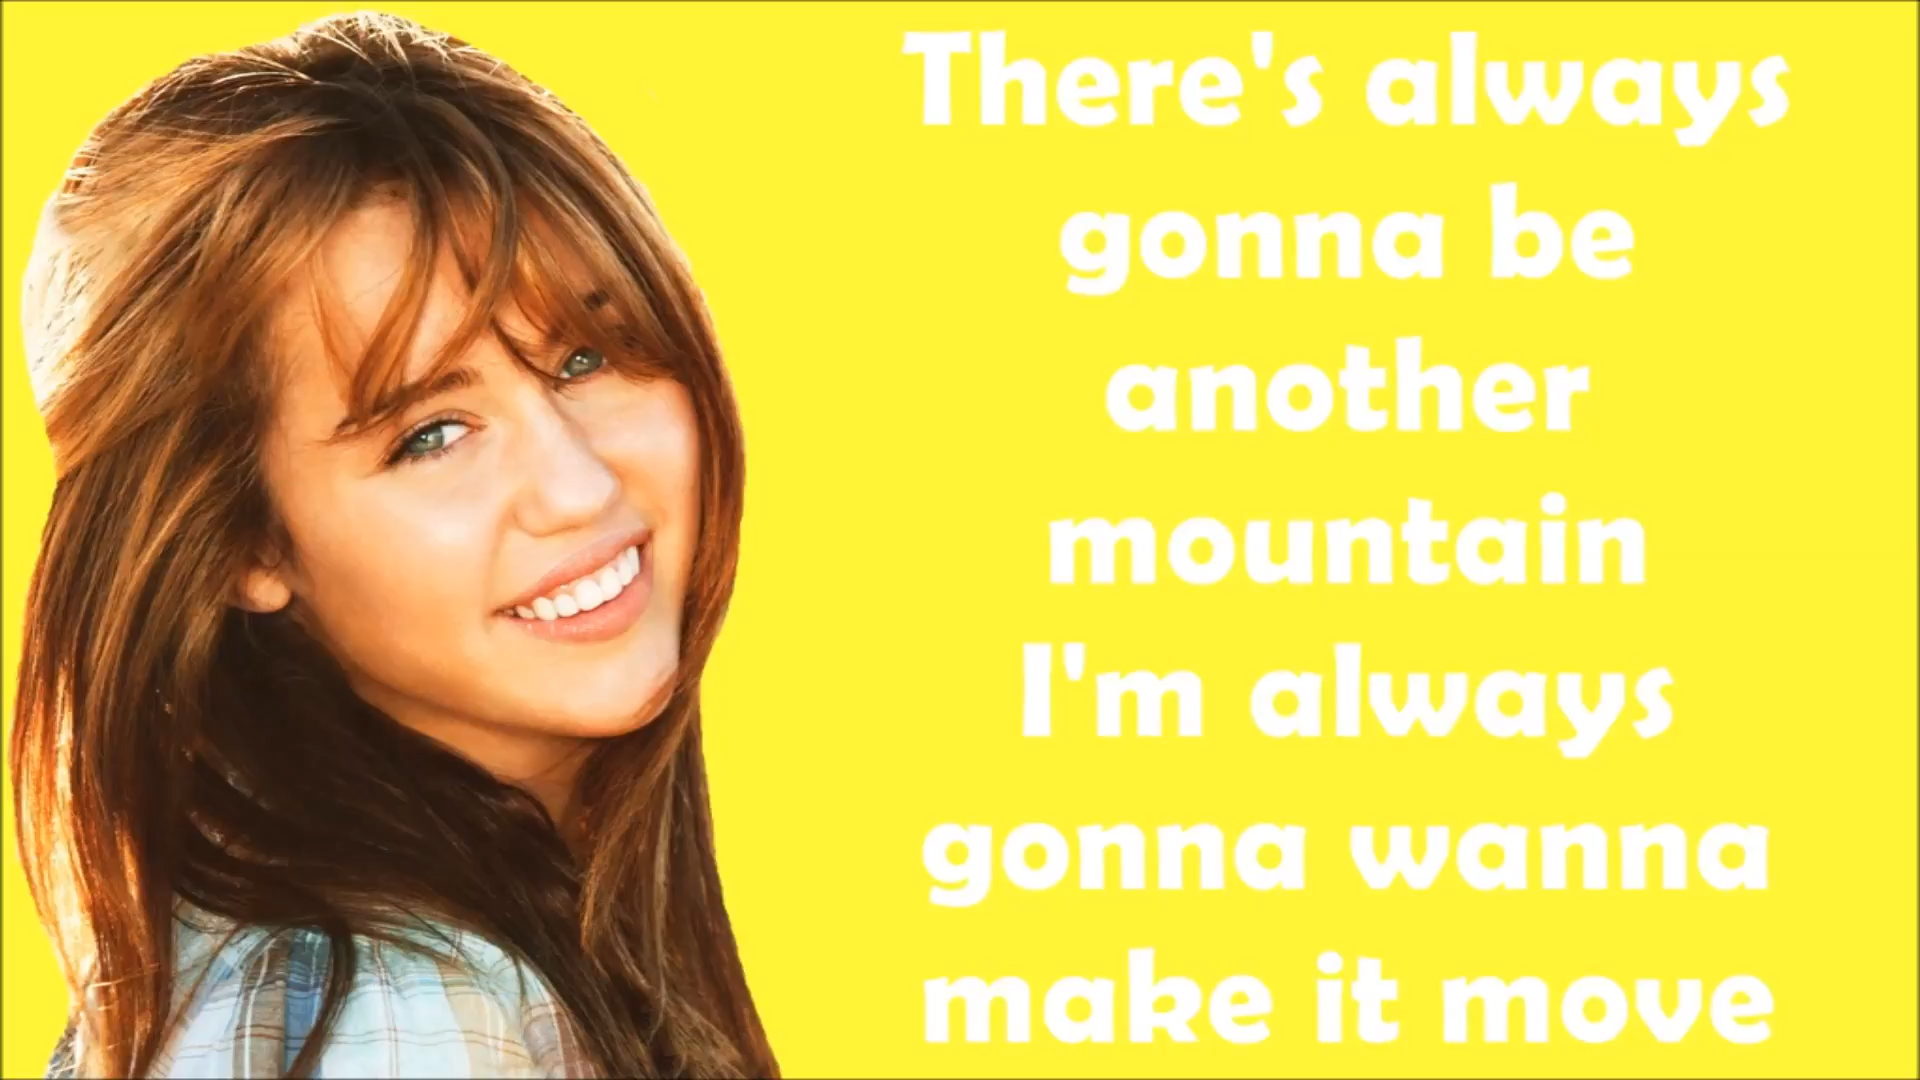 There's always
gonna be
another
mountain
I'm always
gonna wanna
make it move